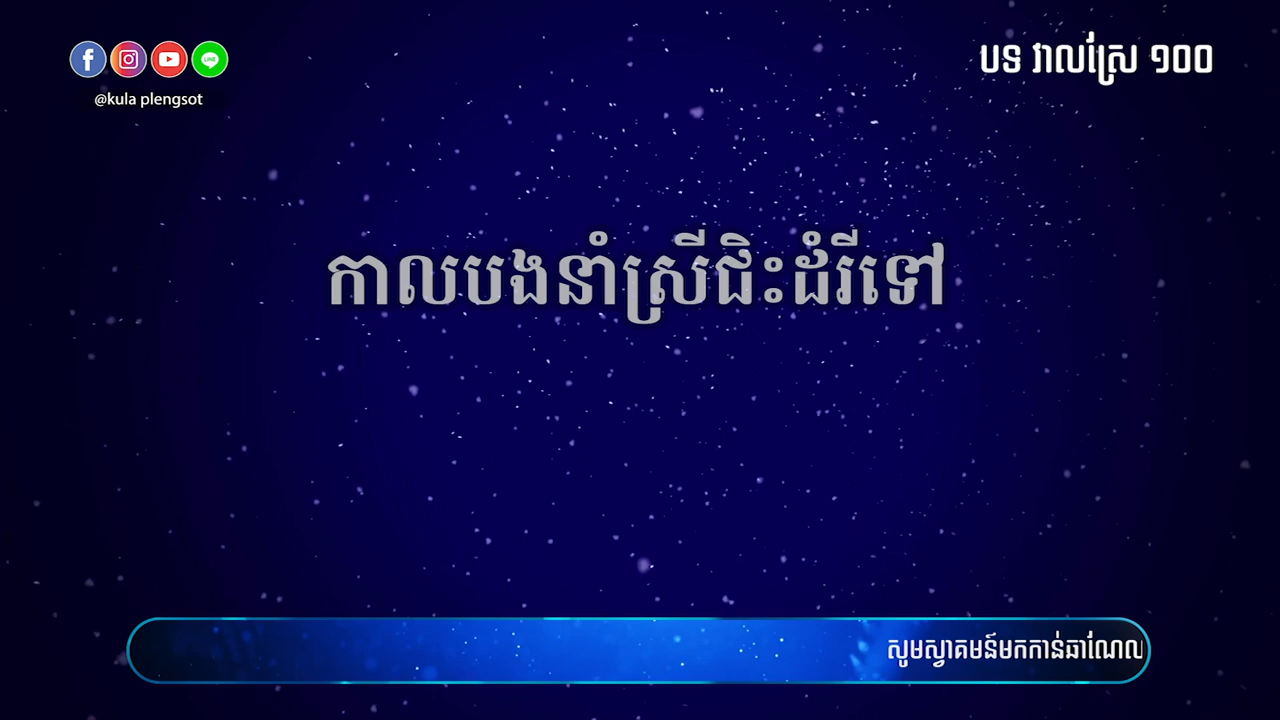 @kula plengsot
បទ វាលស្រែ ១០០
កាលបងនាំស្រីជិះដំរីទៅ
សូមស្វាគមន៍មកកាន់ឆាណែល